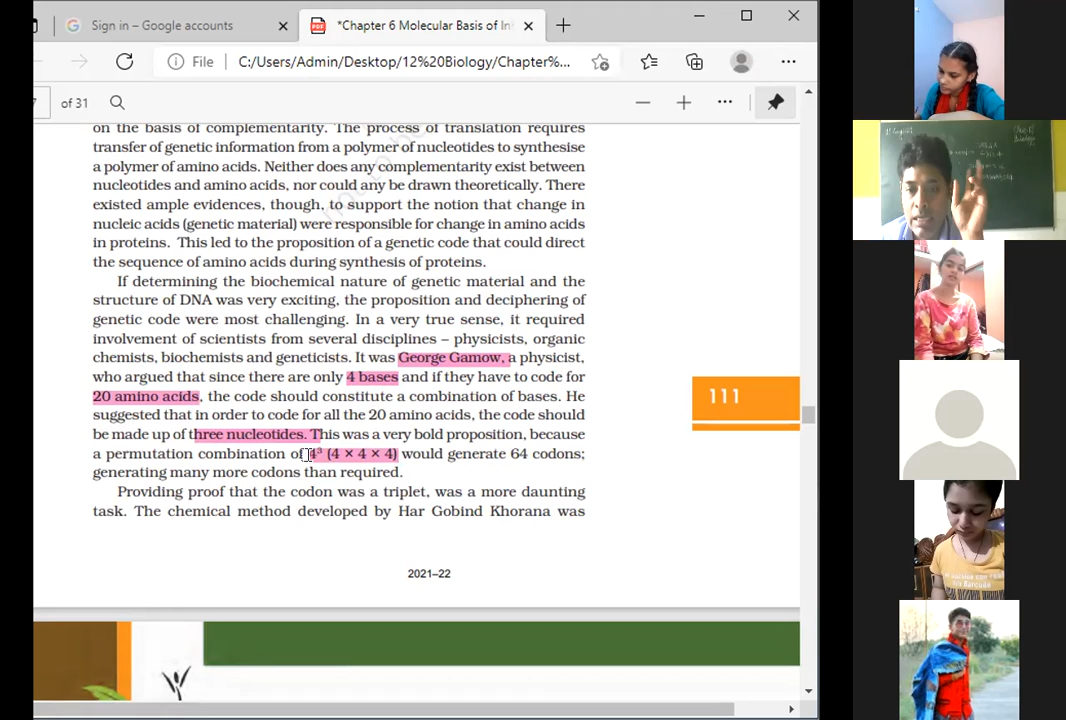 Sign in – Google accounts
*Chapter 6 Molecular Basis of In
File
C:/Users/Admin/Desktop/12%20Biology/Chapter%...
7
of 31
on the basis of complementarity. The process of translation requires
transfer of genetic information from a polymer of nucleotides to synthesise
a polymer of amino acids. Neither does any complementarity exist between
nucleotides and amino acids, nor could any be drawn theoretically. There
existed ample evidences, though, to support the notion that change in
nucleic acids (genetic material) were responsible for change in amino acids
in proteins. This led to the proposition of a genetic code that could direct
the sequence of amino acids during synthesis of proteins.
If determining the biochemical nature of genetic material and the
structure of DNA was very exciting, the proposition and deciphering of
genetic code were most challenging. In a very true sense, it required
involvement of scientists from several disciplines – physicists, organic
chemists, biochemists and geneticists. It was George Gamow, a physicist,
who argued that since there are only 4 bases and if they have to code for
20 amino acids, the code should constitute a combination of bases. He
suggested that in order to code for all the 20 amino acids, the code should
be made up of three nucleotides. This was a very bold proposition, because
a permutation combination of 4³ (4 × 4 × 4) would generate 64 codons;
generating many more codons than required.
Providing proof that the codon was a triplet, was a more daunting
task. The chemical method developed by Har Gobind Khorana was
111
2021–22